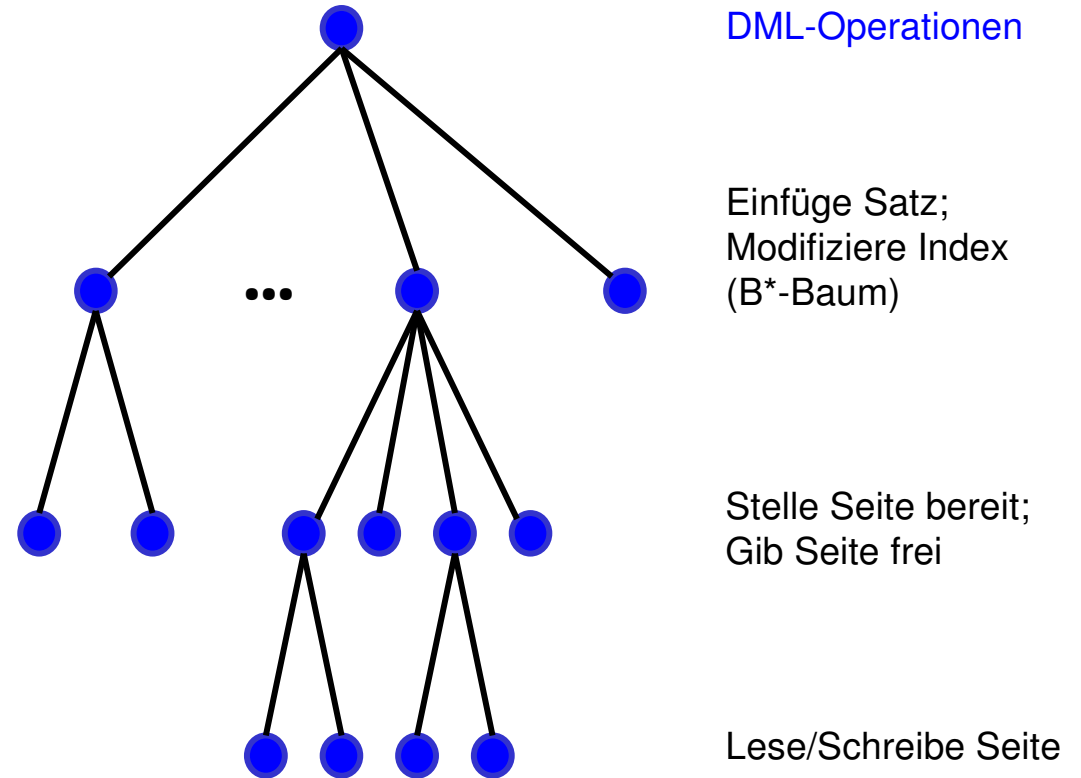 DML-Operationen
Einfüge Satz;
Modifiziere Index
(B*-Baum)
...
Stelle Seite bereit;
Gib Seite frei
Lese/Schreibe Seite